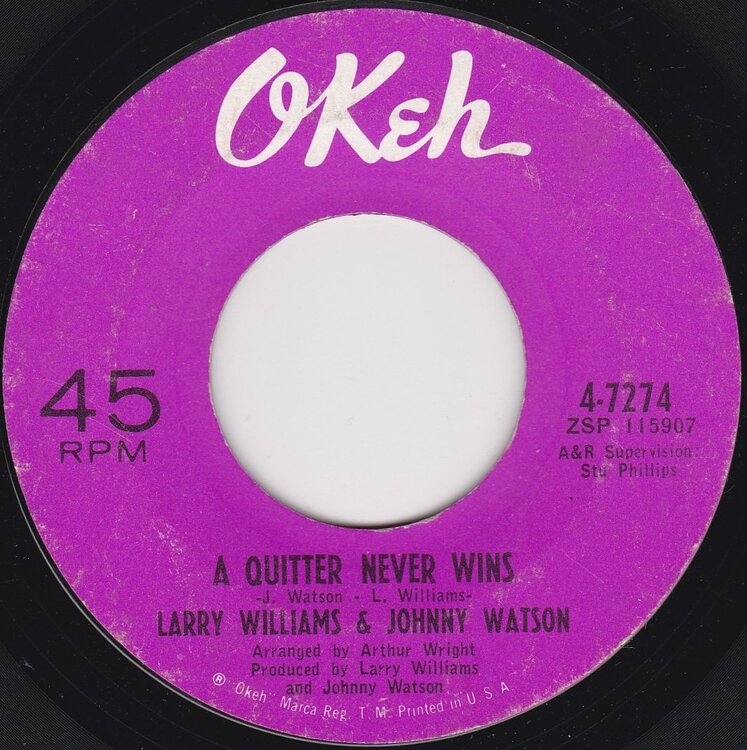 OKeh
45
RPM
4-7274
ZSP 115907
A&R Supervision:
Stu Phillips
A QUITTER NEVER WINS
-J. Watson - L. Williams-
LARRY WILLIAMS & JOHNNY WATSON
Arranged by Arthur Wright
Produced by Larry Williams
and Johnny Watson
® "Okeh" Marca Reg. T. M. Printed in U S A